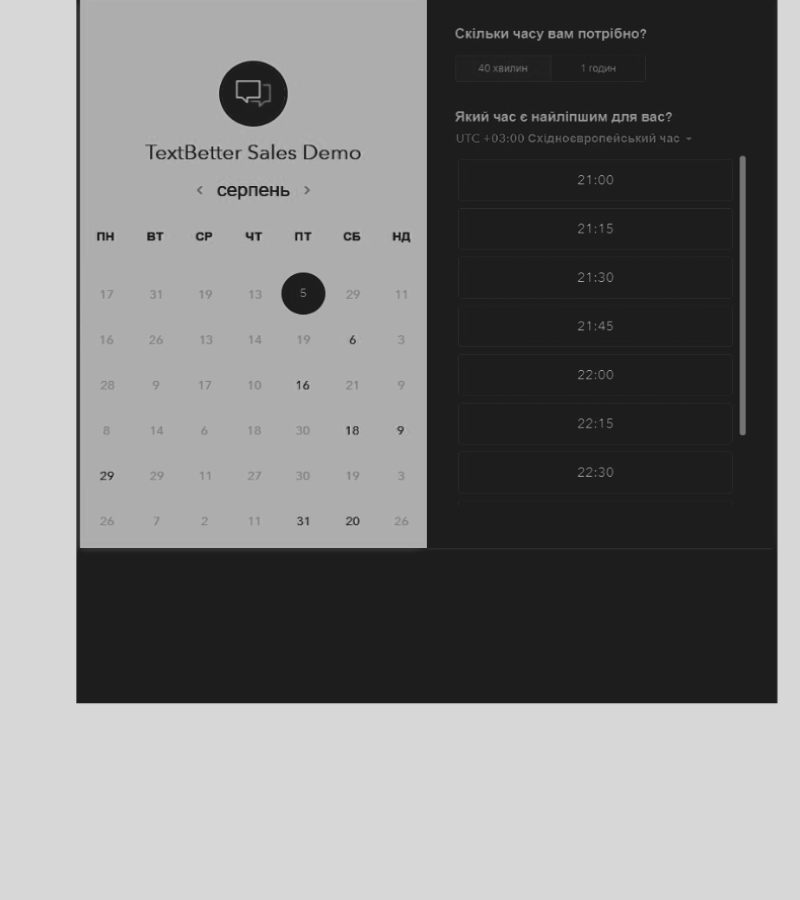 TextBetter Sales Demo
< серпень >
ПН ВТ СР ЧТ ПТ СБ НД
17 31 19 13 5 29 11
16 26 13 14 19 6 3
28 9 17 10 16 21 9
8 14 6 18 30 18 9
29 29 11 27 30 19 3
26 7 2 11 31 20 26
Скільки часу вам потрібно?
40 хвилин 1 годин
Який час є найліпшим для вас?
UTC +03:00 Східноєвропейський час
21:00
21:15
21:30
21:45
22:00
22:15
22:30